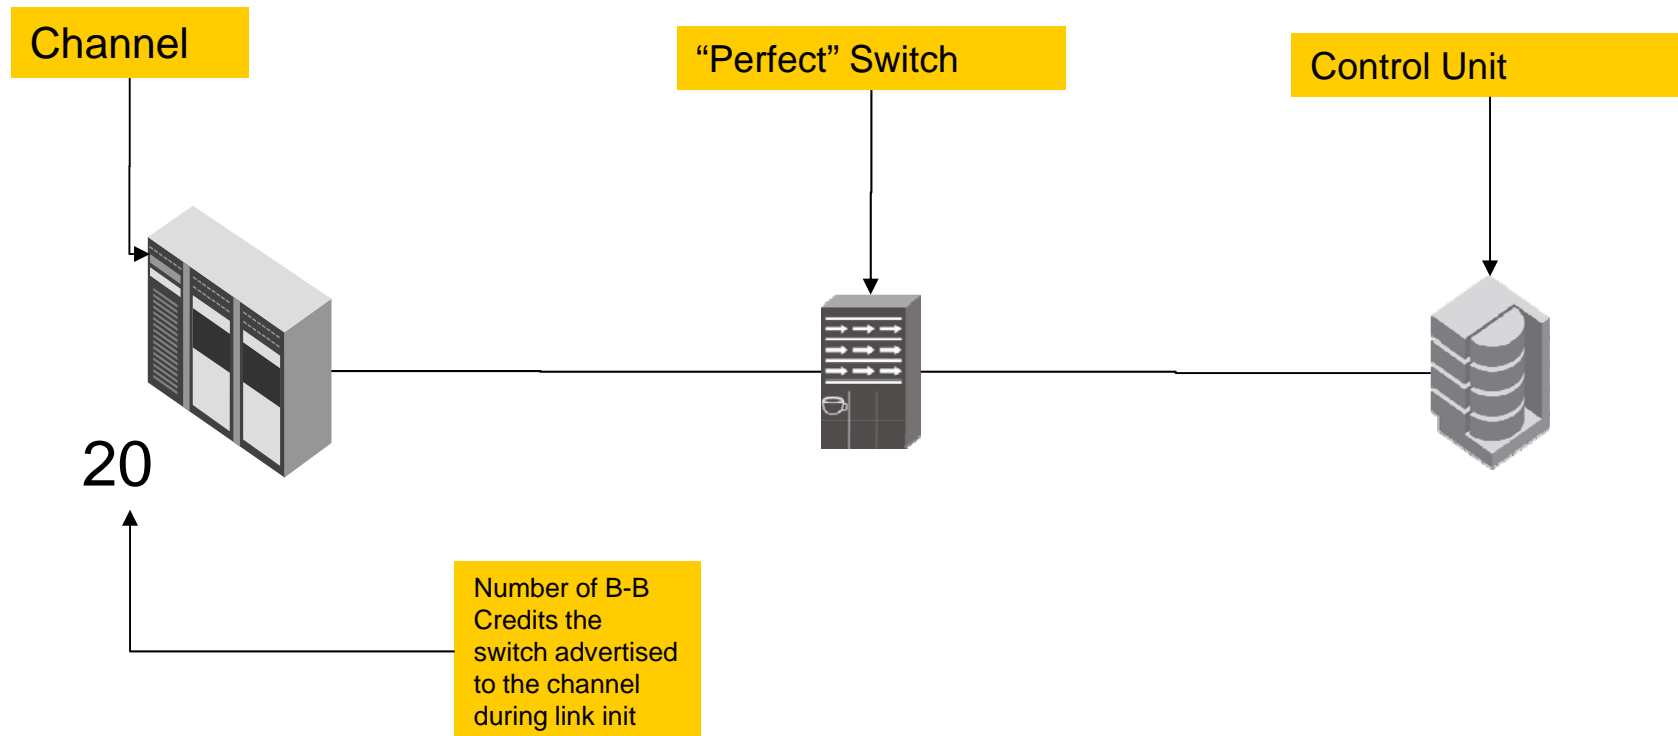 Channel
“Perfect” Switch
Control Unit
20
Number of B-B
Credits the
switch advertised
to the channel
during link init